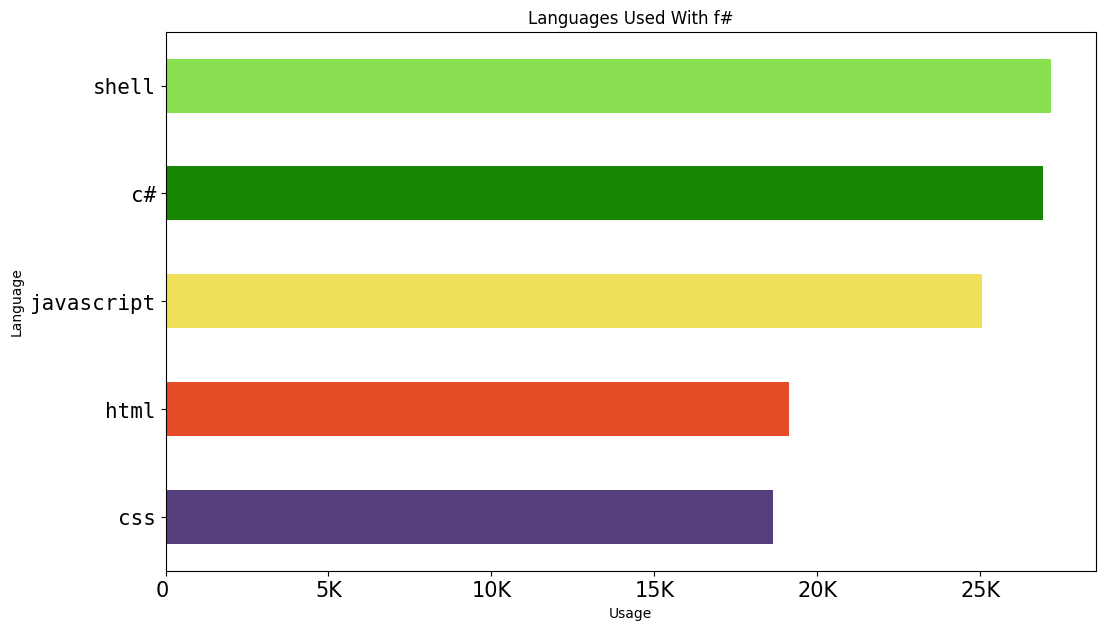 Languages Used With f#
shell
c#
javascript
html
css
Language
0 5K 10K 15K 20K 25K
Usage